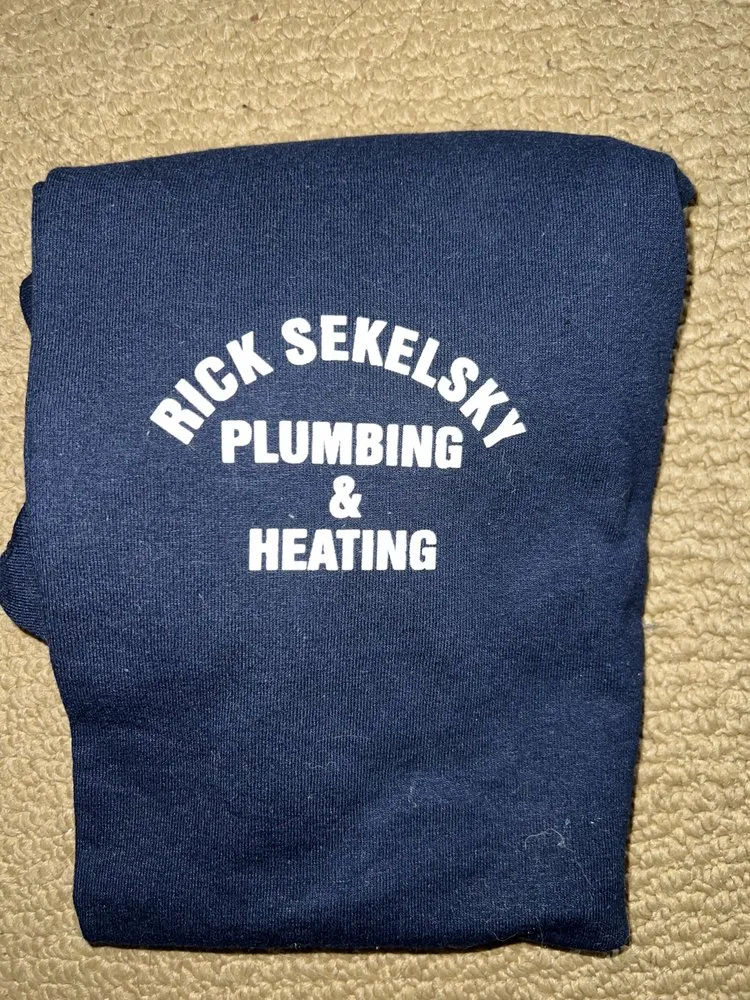 RICK SEKELSKY
PLUMBING
&
HEATING